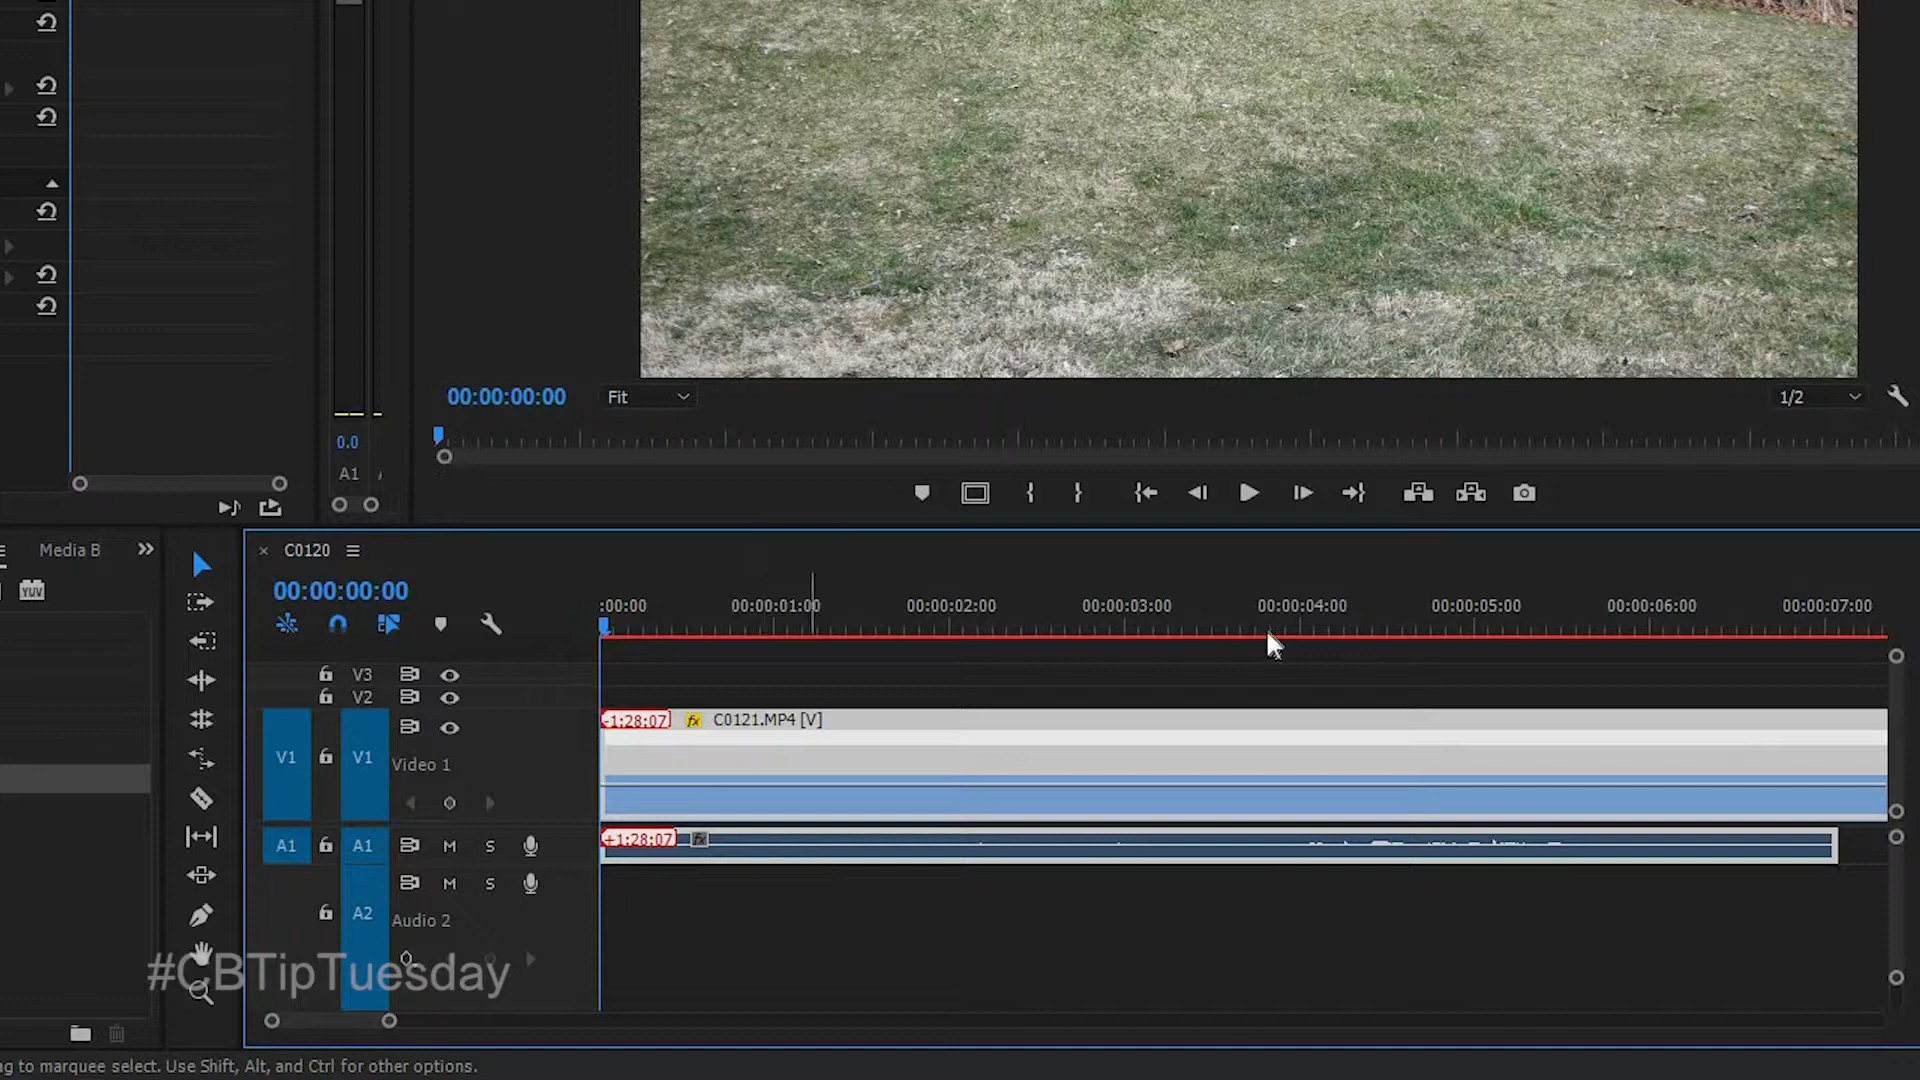 00:00:00:00
Fit
1/2
0.0
A1
Media B
C0120
YUV
00:00:00:00
:00:00
00:00:01:00
00:00:02:00
00:00:03:00
00:00:04:00
00:00:05:00
00:00:06:00
00:00:07:00
V3
V2
-1:28:07
fx
C0121.MP4 [V]
V1
V1
Video 1
+1:28:07
fx
A1
A1
M
S
M
S
A2
Audio 2
#CBTipTuesday
ag to marquee select. Use Shift, Alt, and Ctrl for other options.